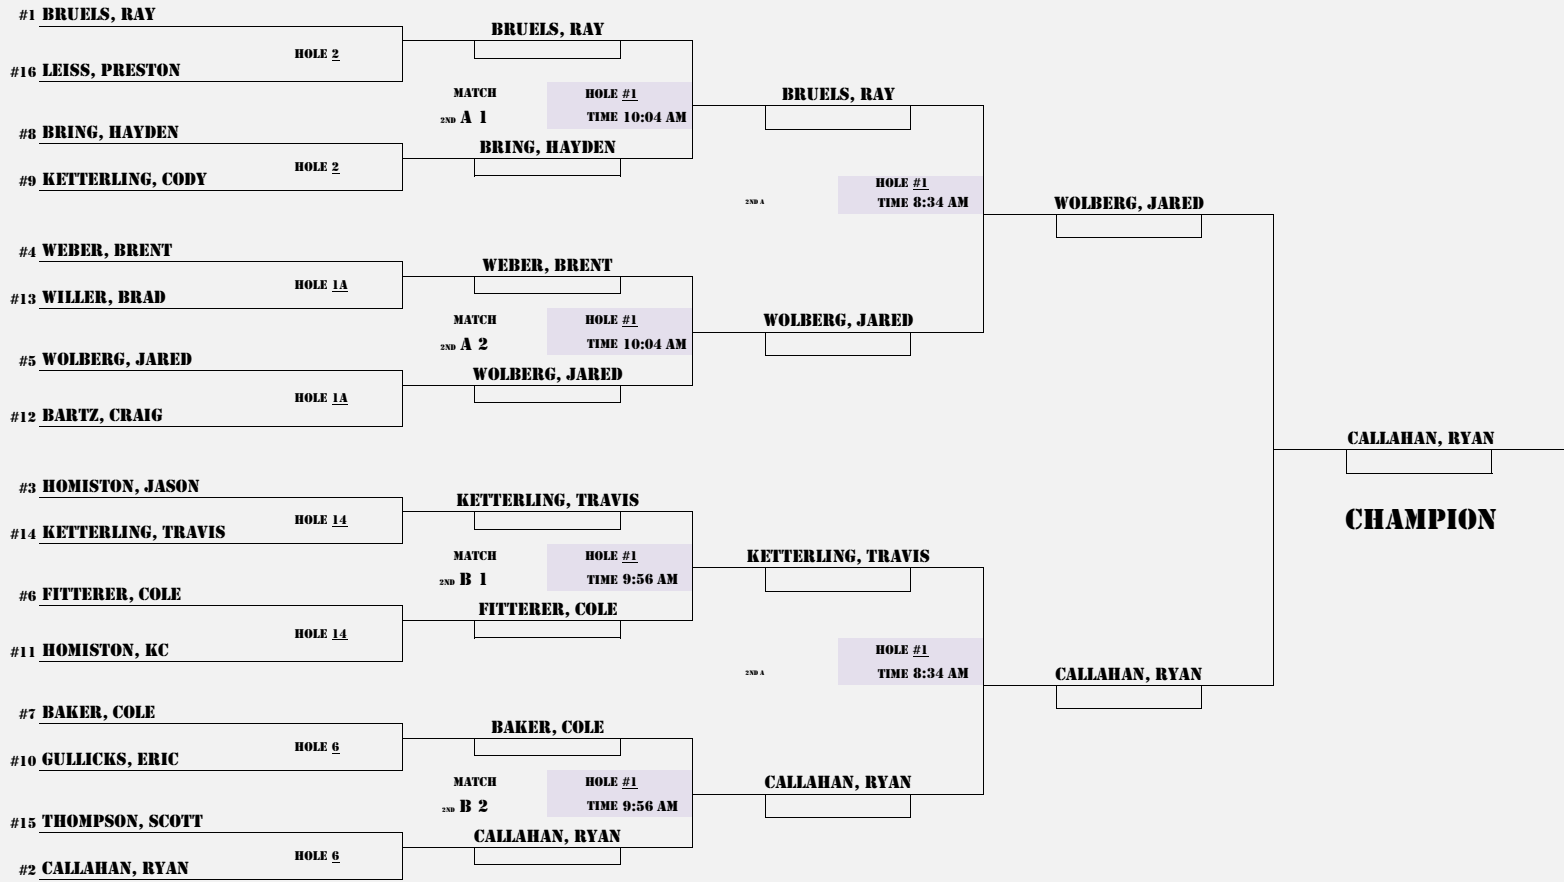 #1 BRUELS, RAY
HOLE 2
#16 LEISS, PRESTON
#8 BRING, HAYDEN
HOLE 2
#9 KETTERLING, CODY
#4 WEBER, BRENT
HOLE 1A
#13 WILLER, BRAD
#5 WOLBERG, JARED
HOLE 1A
#12 BARTZ, CRAIG
#3 HOMISTON, JASON
HOLE 14
#14 KETTERLING, TRAVIS
#6 FITTERER, COLE
HOLE 14
#11 HOMISTON, KC
#7 BAKER, COLE
HOLE 6
#10 GULLICKS, ERIC
#15 THOMPSON, SCOTT
HOLE 6
#2 CALLAHAN, RYAN
BRUELS, RAY
MATCH HOLE #1
2ND A 1 TIME 10:04 AM
BRING, HAYDEN
WEBER, BRENT
MATCH HOLE #1
2ND A 2 TIME 10:04 AM
WOLBERG, JARED
KETTERLING, TRAVIS
MATCH HOLE #1
2ND B 1 TIME 9:56 AM
FITTERER, COLE
BAKER, COLE
MATCH HOLE #1
2ND B 2 TIME 9:56 AM
CALLAHAN, RYAN
BRUELS, RAY
HOLE #1
2ND A TIME 8:34 AM
WOLBERG, JARED
KETTERLING, TRAVIS
HOLE #1
2ND A TIME 8:34 AM
CALLAHAN, RYAN
WOLBERG, JARED
CALLAHAN, RYAN
CALLAHAN, RYAN
CHAMPION